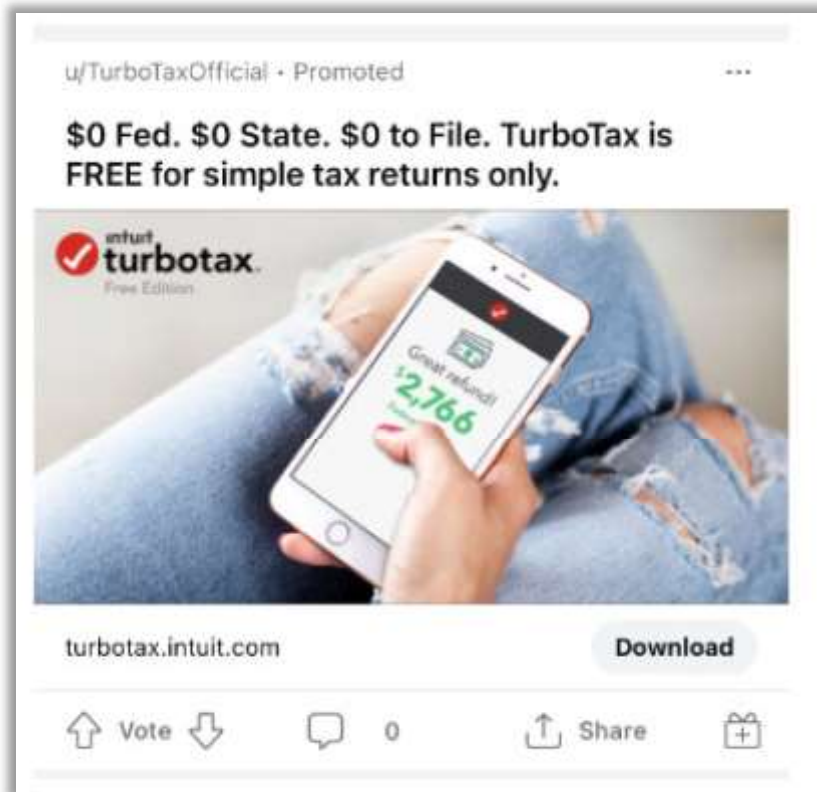 u/TurboTaxOfficial • Promoted
$0 Fed. $0 State. $0 to File. TurboTax is
FREE for simple tax returns only.
intuit
turbotax.
Free Edition
Great refund!
$2,766
turbotax.intuit.com
Download
Vote
0
Share